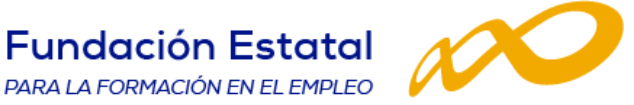 Fundación Estatal
PARA LA FORMACIÓN EN EL EMPLEO